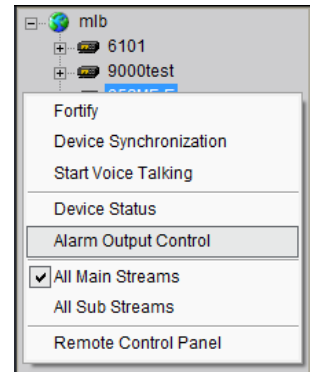 mlb
6101
9000test
Fortify
Device Synchronization
Start Voice Talking
Device Status
Alarm Output Control
All Main Streams
All Sub Streams
Remote Control Panel